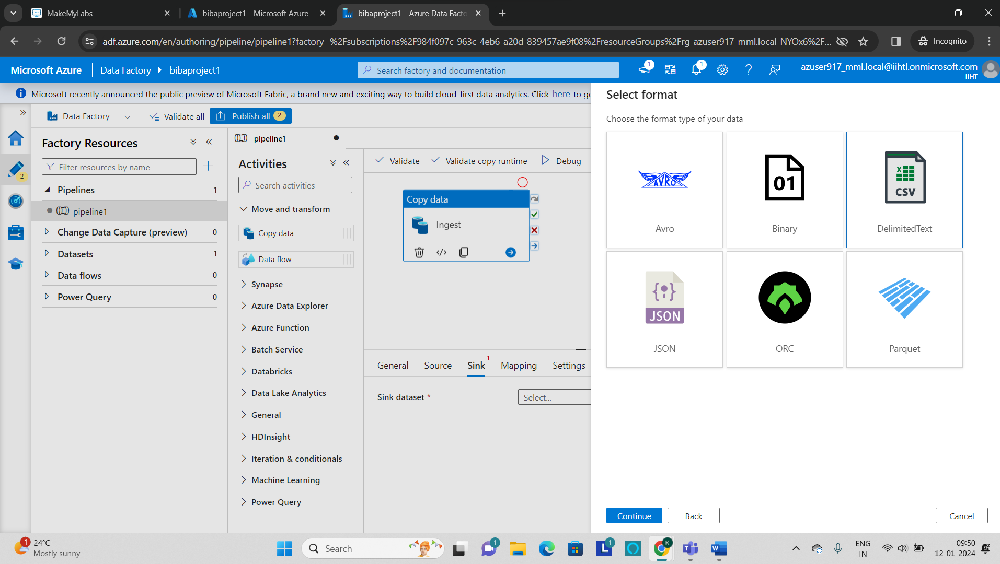 MakeMyLabs
bibaproject1 - Microsoft Azure
bibaproject1 - Azure Data Facto
adf.azure.com/en/authoring/pipeline/pipeline1?factory=%2Fsubscriptions%2F984f097c-963c-4eb6-a20d-839457ae9f08%2FresourceGroups%2Frg-azuser917_mml.local-NYOx6%2F...
Incognito
Microsoft Azure
Data Factory
bibaproject1
Search factory and documentation
1
1
azuser917_mml.local@iihtl.onmicrosoft.com
IIHT
Microsoft recently announced the public preview of Microsoft Fabric, a brand new and exciting way to build cloud-first data analytics. Click here to ge
Data Factory
Validate all
Publish all 2
2
Factory Resources
Filter resources by name
Pipelines 1
pipeline1
Change Data Capture (preview) 0
Datasets 1
Data flows 0
Power Query 0
pipeline1
Activities
Search activities
Move and transform
Copy data
Data flow
Synapse
Azure Data Explorer
Azure Function
Batch Service
Databricks
Data Lake Analytics
General
HDInsight
Iteration & conditionals
Machine Learning
Power Query
Validate
Validate copy runtime
Debug
Copy data
Ingest
General
Source
Sink 1
Mapping
Settings
Sink dataset *
Select...
Select format
Choose the format type of your data
AVRO
Avro
01
Binary
X
CSV
DelimitedText
JSON
JSON
ORC
Parquet
Continue
Back
Cancel
1
24°C
Mostly sunny
Search
1
L
1
K
T
W
ENG
IN
09:50
12-01-2024